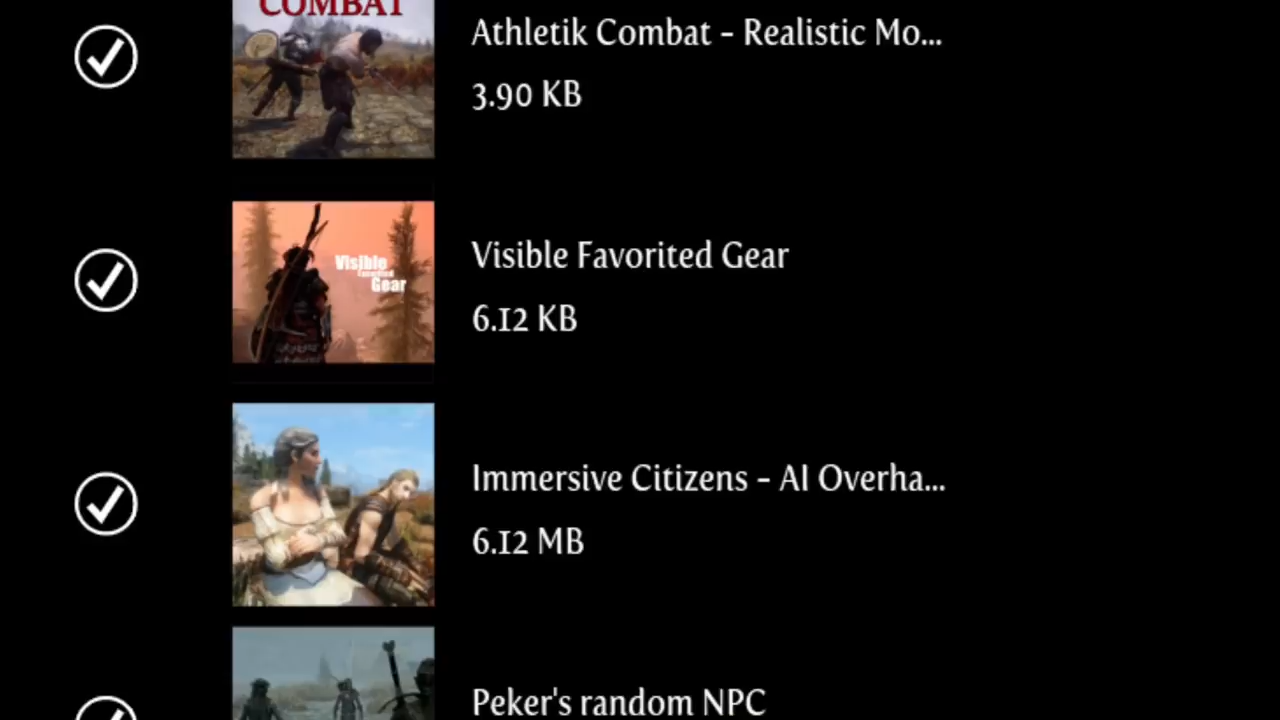 COMBAT
Athletik Combat - Realistic Mo...
3.90 KB
Visible
Favorited
Gear
Visible Favorited Gear
6.12 KB
Immersive Citizens - AI Overha...
6.12 MB
Peker's random NPC